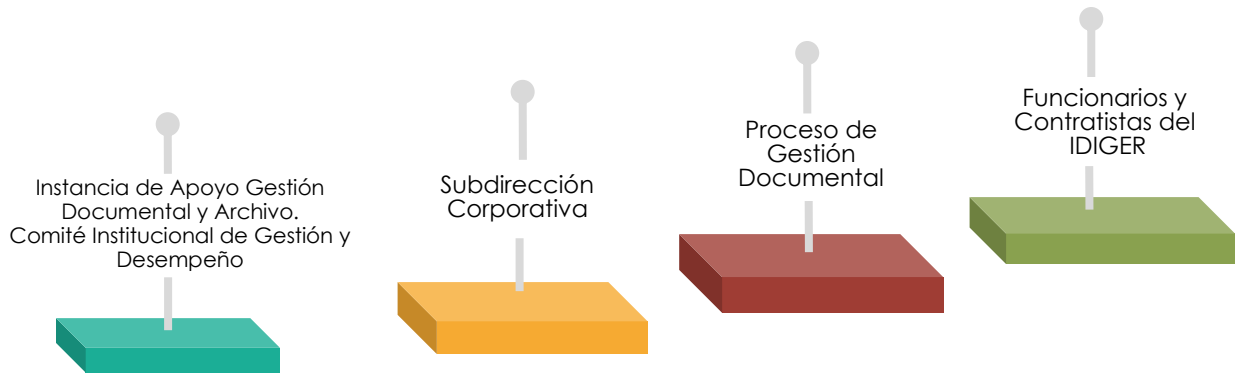 Instancia de Apoyo Gestión
Documental y Archivo.
Comité Institucional de Gestión y
Desempeño
Subdirección
Corporativa
Proceso de
Gestión
Documental
Funcionarios y
Contratistas del
IDIGER